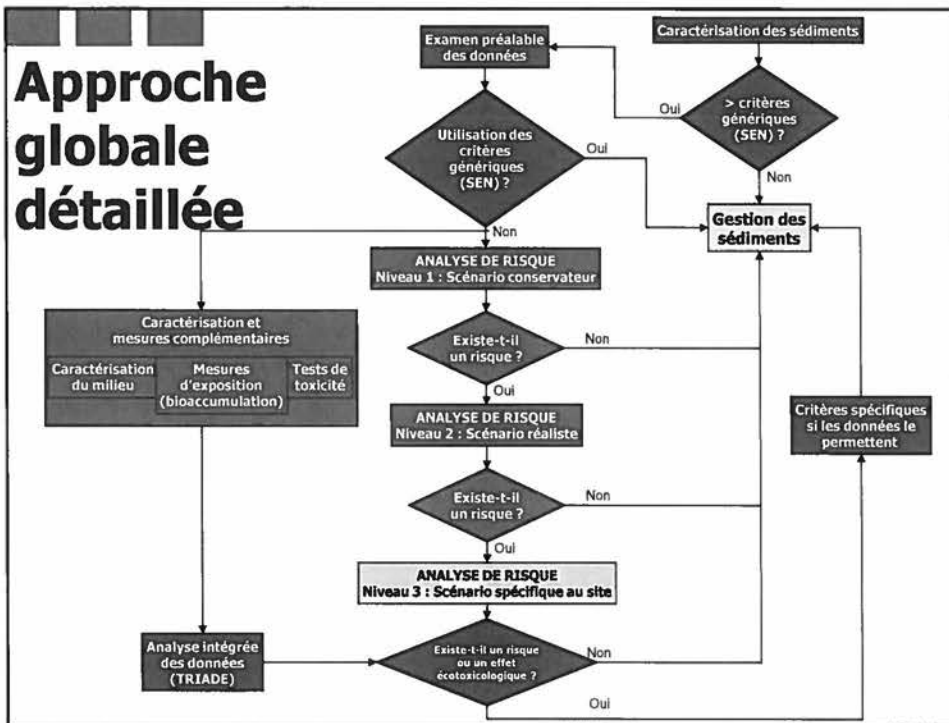 Approche
globale
détaillée
Caractérisation des sédiments
> critères
génériques
(SEN) ?
Oui
Non
Examen préalable
des données
Utilisation des
critères
génériques
(SEN) ?
Oui
Non
Gestion des
sédiments
ANALYSE DE RISQUE
Niveau 1 : Scénario conservateur
Existe-t-il
un risque ?
Non
Oui
ANALYSE DE RISQUE
Niveau 2 : Scénario réaliste
Existe-t-il
un risque ?
Non
Oui
ANALYSE DE RISQUE
Niveau 3 : Scénario spécifique au site
Existe-t-il un risque
ou un effet
écotoxicologique ?
Non
Oui
Caractérisation et
mesures complémentaires
Caractérisation
du milieu
Mesures
d'exposition
(bioaccumulation)
Tests de
toxicité
Analyse intégrée
des données
(TRIADE)
Critères spécifiques
si les données le
permettent